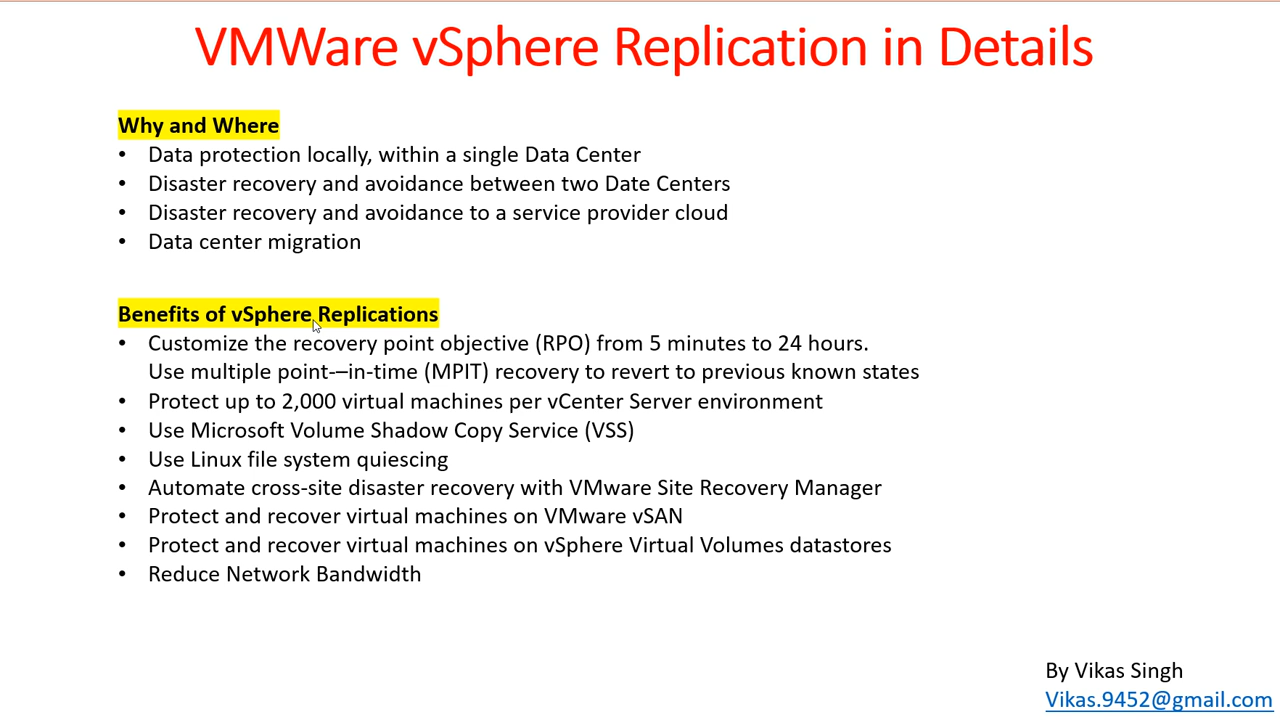 VMWare vSphere Replication in Details
Why and Where
• Data protection locally, within a single Data Center
• Disaster recovery and avoidance between two Date Centers
• Disaster recovery and avoidance to a service provider cloud
• Data center migration
Benefits of vSphere Replications
• Customize the recovery point objective (RPO) from 5 minutes to 24 hours.
Use multiple point-–in-time (MPIT) recovery to revert to previous known states
• Protect up to 2,000 virtual machines per vCenter Server environment
• Use Microsoft Volume Shadow Copy Service (VSS)
• Use Linux file system quiescing
• Automate cross-site disaster recovery with VMware Site Recovery Manager
• Protect and recover virtual machines on VMware vSAN
• Protect and recover virtual machines on vSphere Virtual Volumes datastores
• Reduce Network Bandwidth
By Vikas Singh
Vikas.9452@gmail.com